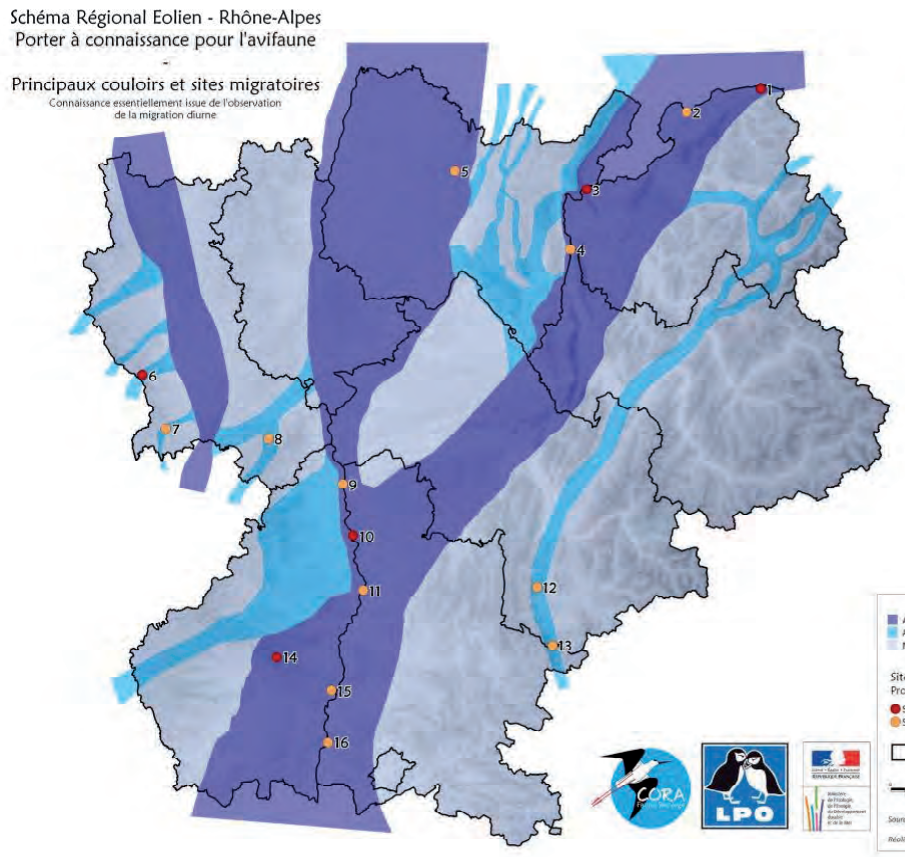 Schéma Régional Eolien - Rhône-Alpes
Porter à connaissance pour l'avifaune
-
Principaux couloirs et sites migratoires
Connaissance essentiellement issue de l'observation
de la migration diurne
1
2
3
4
5
6
7
8
9
10
11
12
13
14
15
16
CORA
LPO
RÉPUBLIQUE FRANÇAISE